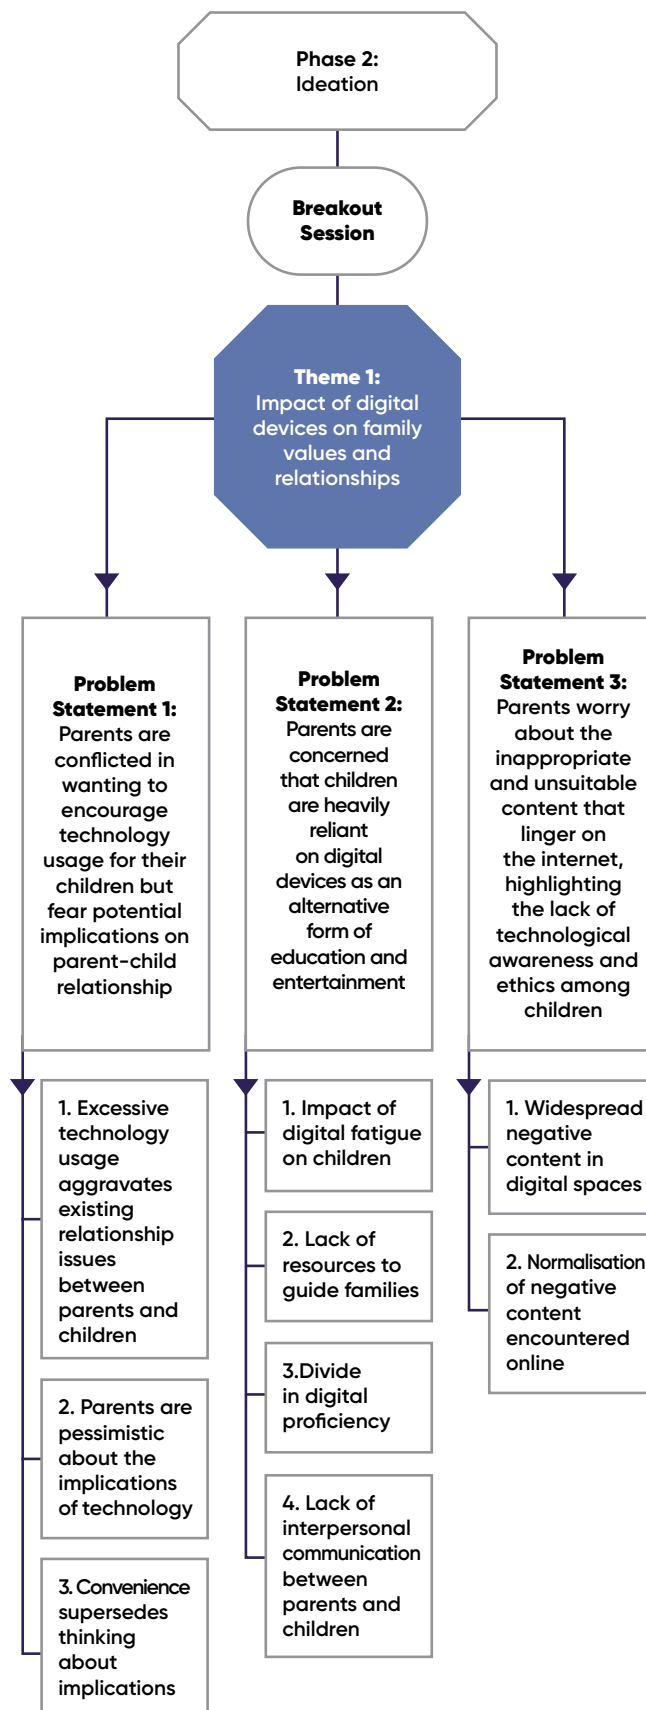 Phase 2:
Ideation
Breakout
Session
Theme 1:
Impact of digital
devices on family
values and
relationships
Problem
Statement 1:
Parents are
conflicted in
wanting to
encourage
technology
usage for their
children but
fear potential
implications on
parent-child
relationship
1. Excessive
technology
usage
aggravates
existing
relationship
issues
between
parents and
children
2. Parents are
pessimistic
about the
implications
of technology
3. Convenience
supersedes
thinking
about
implications
Problem
Statement 2:
Parents are
concerned
that children
are heavily
reliant
on digital
devices as an
alternative
form of
education and
entertainment
1. Impact of
digital fatigue
on children
2. Lack of
resources to
guide families
3.Divide
in digital
proficiency
4. Lack of
interpersonal
communication
between
parents and
children
Problem
Statement 3:
Parents worry
about the
inappropriate
and unsuitable
content that
linger on
the internet,
highlighting
the lack of
technological
awareness and
ethics among
children
1. Widespread
negative
content in
digital spaces
2. Normalisation
of negative
content
encountered
online